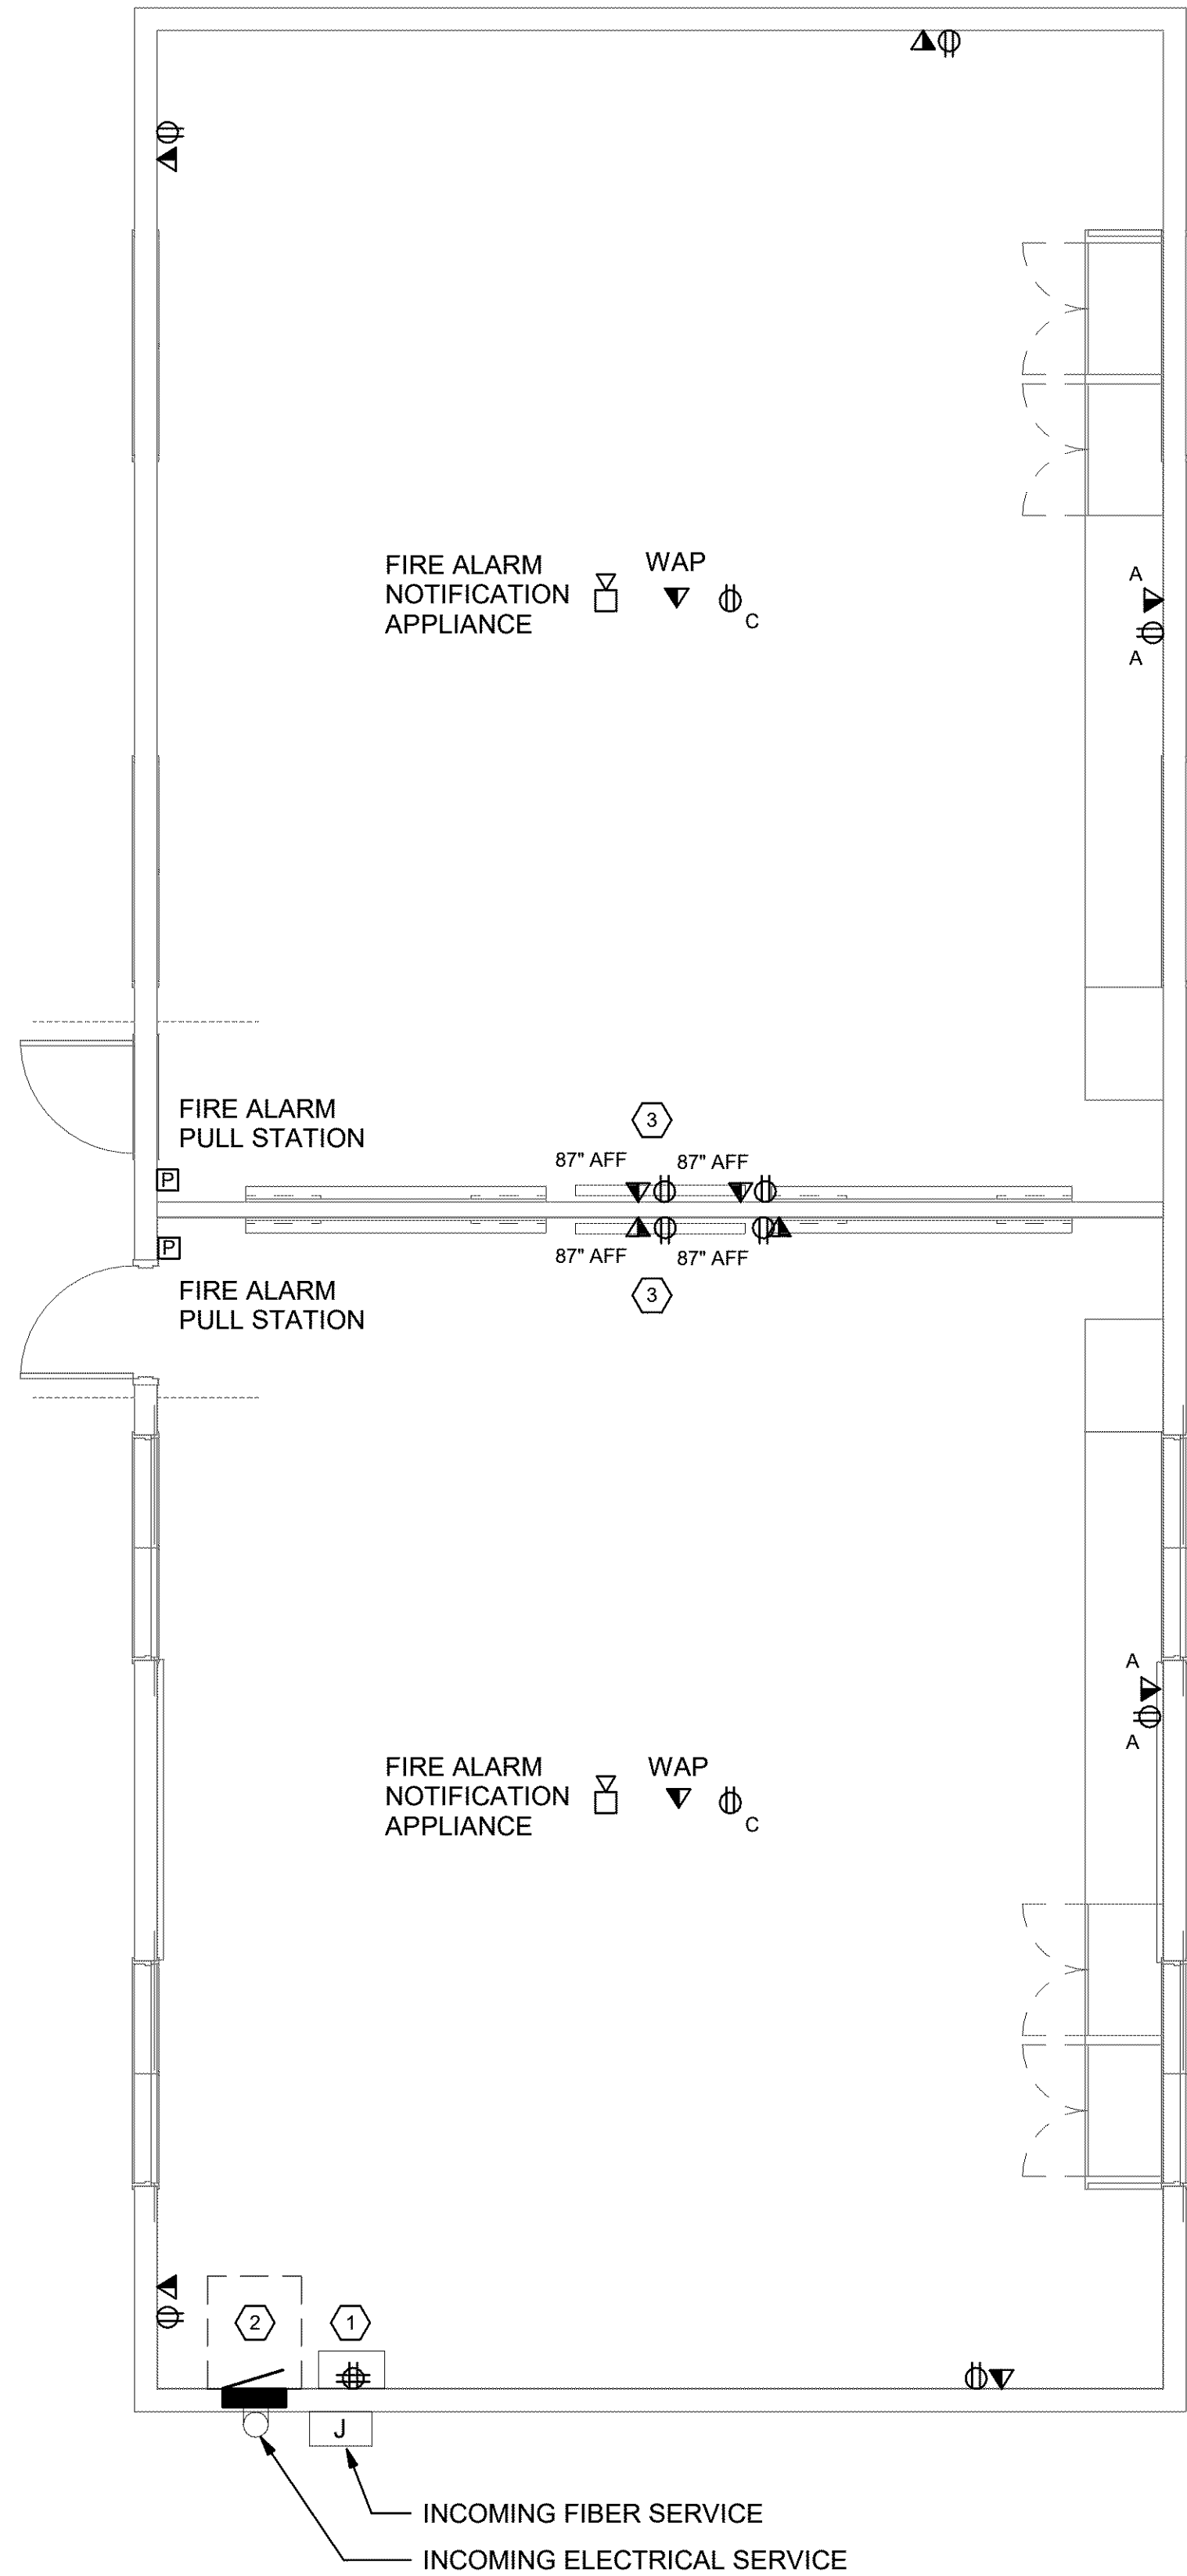 FIRE ALARM
NOTIFICATION
APPLIANCE
WAP
C
A
A
FIRE ALARM
PULL STATION
P
3
87" AFF
87" AFF
P
FIRE ALARM
PULL STATION
87" AFF
87" AFF
3
A
A
FIRE ALARM
NOTIFICATION
APPLIANCE
WAP
C
2
1
J
INCOMING FIBER SERVICE
INCOMING ELECTRICAL SERVICE